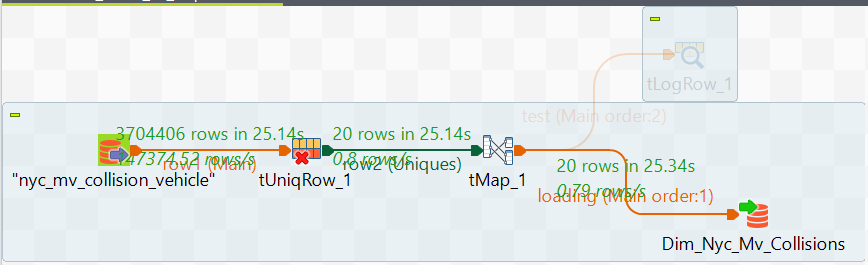 tLogRow_1
test (Main order:2)
3704406 rows in 25.14s
147374.52 rows/s
row1 (Main)
20 rows in 25.14s
0.8 rows/s
row2 (Uniques)
20 rows in 25.34s
0.79 rows/s
loading (Main order:1)
"nyc_mv_collision_vehicle"
tUniqRow_1
tMap_1
Dim_Nyc_Mv_Collisions